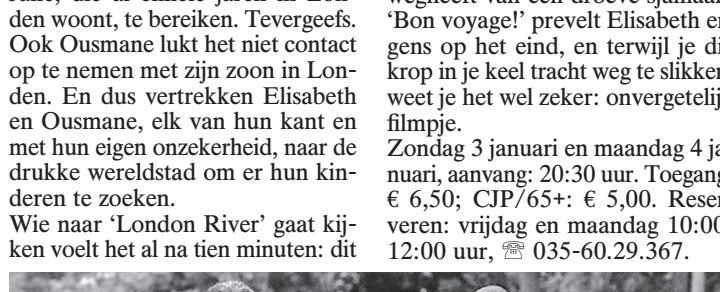 den woont, te bereiken. Tevergeefs.
Ook Ousmane lukt het niet contact
op te nemen met zijn zoon in Lon-
den. En dus vertrekken Elisabeth
en Ousmane, elk van hun kant en
met hun eigen onzekerheid, naar de
drukke wereldstad om er hun kin-
deren te zoeken.
Wie naar ‘London River’ gaat kij-
ken voelt het al na tien minuten: dit
‘Bon voyage!’ prevelt Elisabeth er
gens op het eind, en terwijl je di
krop in je keel tracht weg te slikken
weet je het wel zeker: onvergetelij
filmpje.
Zondag 3 januari en maandag 4 ja
nuari, aanvang: 20:30 uur. Toegang
€ 6,50; CJP/65+: € 5,00. Reser
veren: vrijdag en maandag 10:00
12:00 uur, ☏ 035-60.29.367.